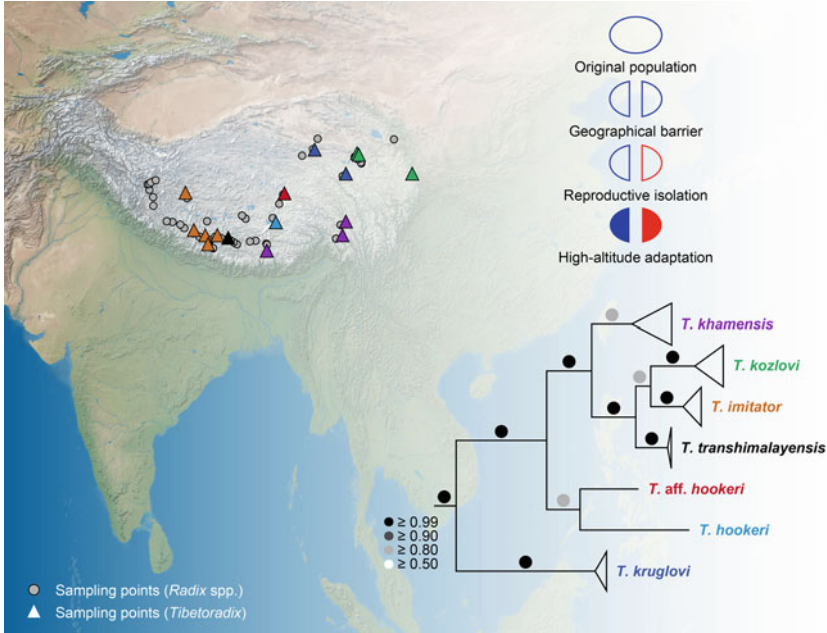 Original population
Geographical barrier
Reproductive isolation
High-altitude adaptation
T. khamensis
T. kozlovi
T. imitator
T. transhimalayensis
T. aff. hookeri
T. hookeri
T. kruglovi
≥ 0.99
≥ 0.90
≥ 0.80
≥ 0.50
Sampling points (Radix spp.)
Sampling points (Tibetoradix)